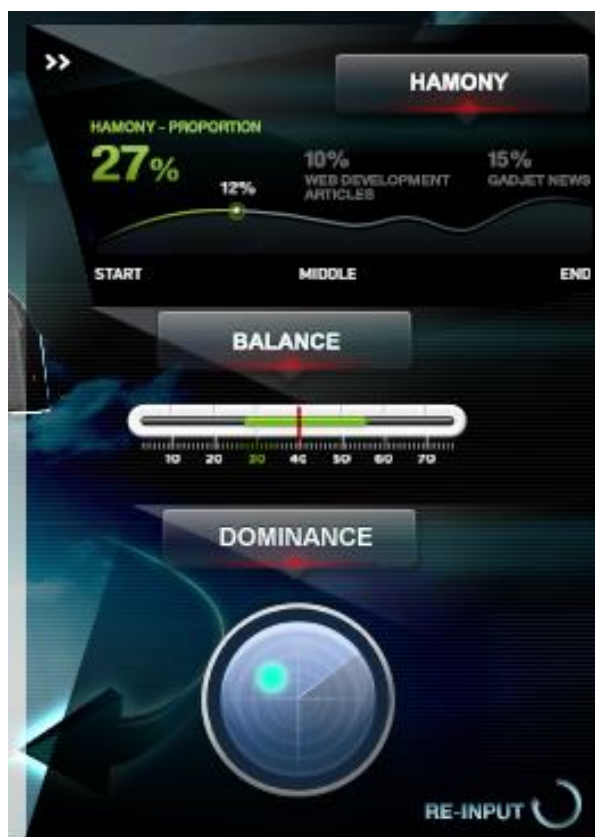 HAMONY
HAMONY - PROPORTION
27%
12%
10%
WEB DEVELOPMENT
ARTICLES
15%
GADJET NEWS
START MIDDLE END
BALANCE
10 20 30 40 50 60 70
DOMINANCE
RE-INPUT